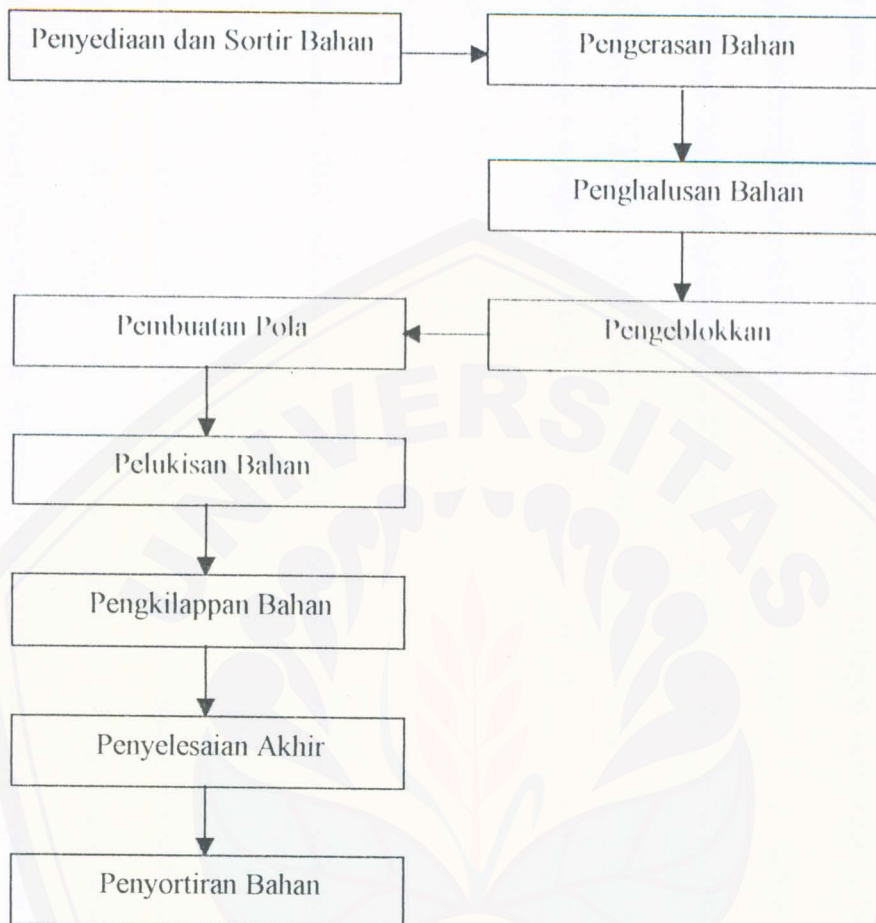 Penyediaan dan Sortir Bahan
Pengerasan Bahan
Penghalusan Bahan
Pengeblokkan
Pembuatan Pola
Pelukisan Bahan
Pengkilappan Bahan
Penyelesaian Akhir
Penyortiran Bahan
UNIVERSITAS